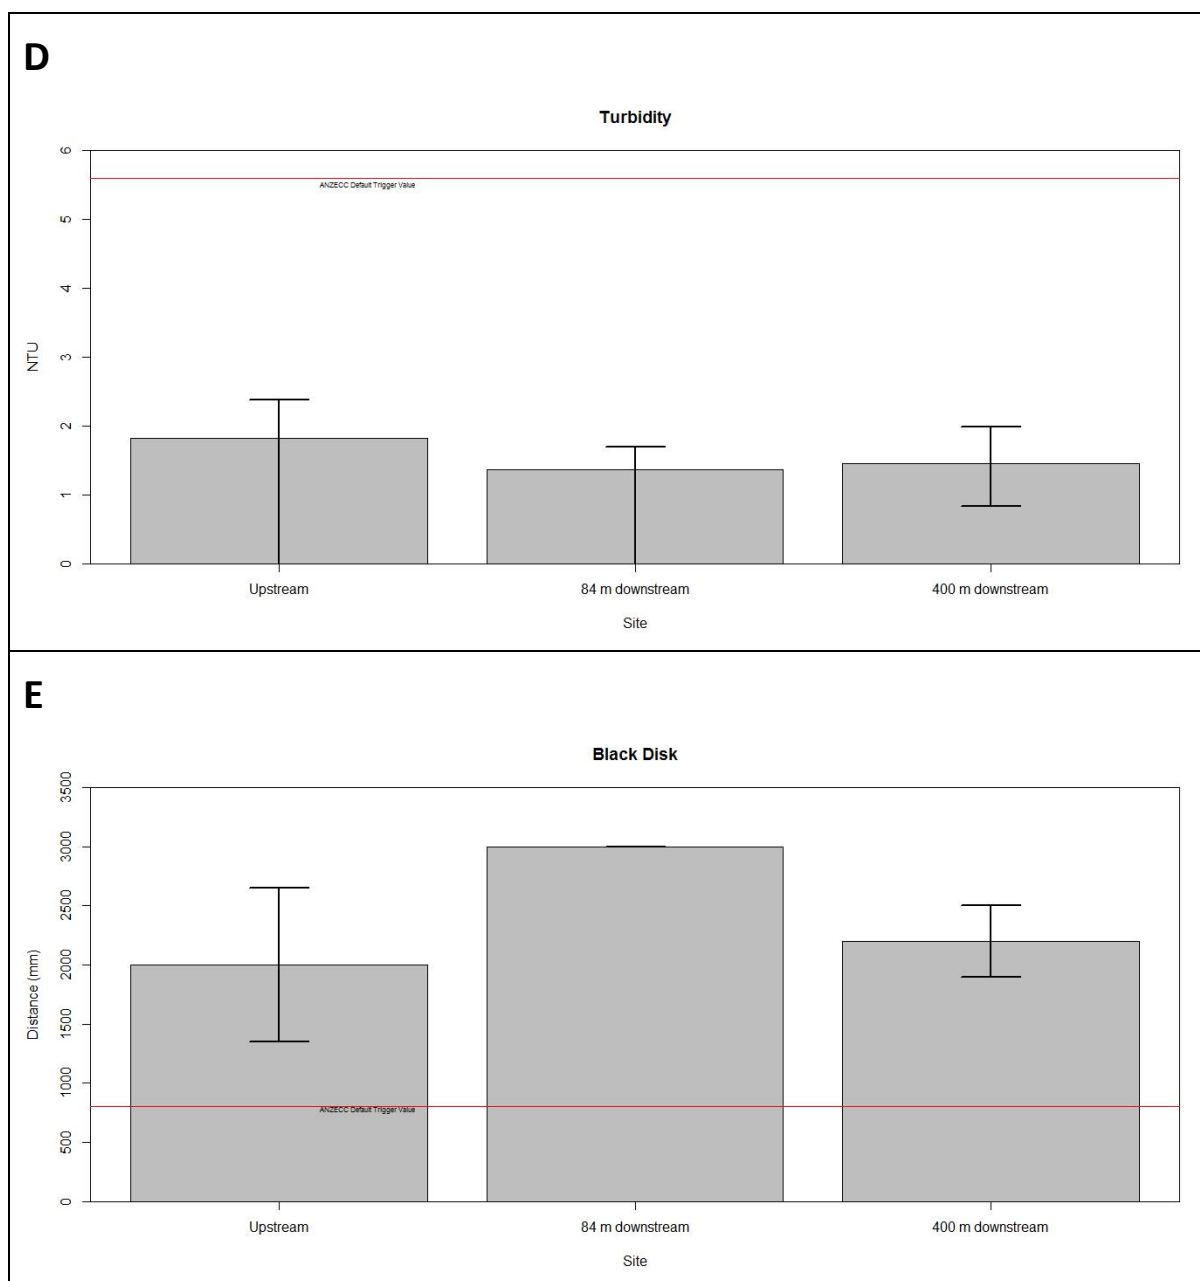 D
Turbidity
6
ANZECC Default Trigger Value
5
4
3
NTU
2
1
0
Upstream 84 m downstream 400 m downstream
Site
E
Black Disk
3500
3000
2500
2000
Distance (mm)
1500
1000
ANZECC Default Trigger Value
500
0
Upstream 84 m downstream 400 m downstream
Site